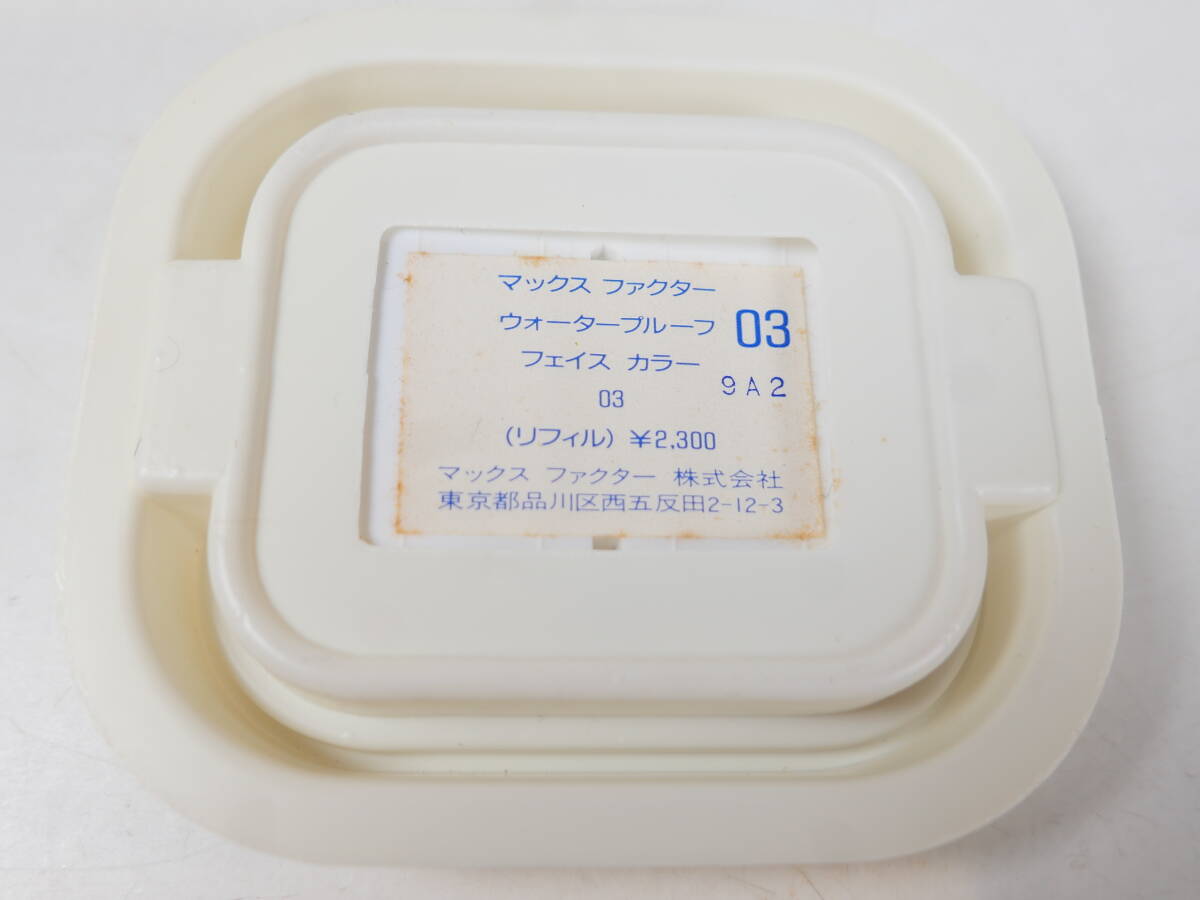 マックス ファクター
ウォータープルーフ 03
フェイス カラー
9A2
03
(リフィル) ¥2,300
マックス ファクター 株式会社
東京都品川区西五反田2-12-3